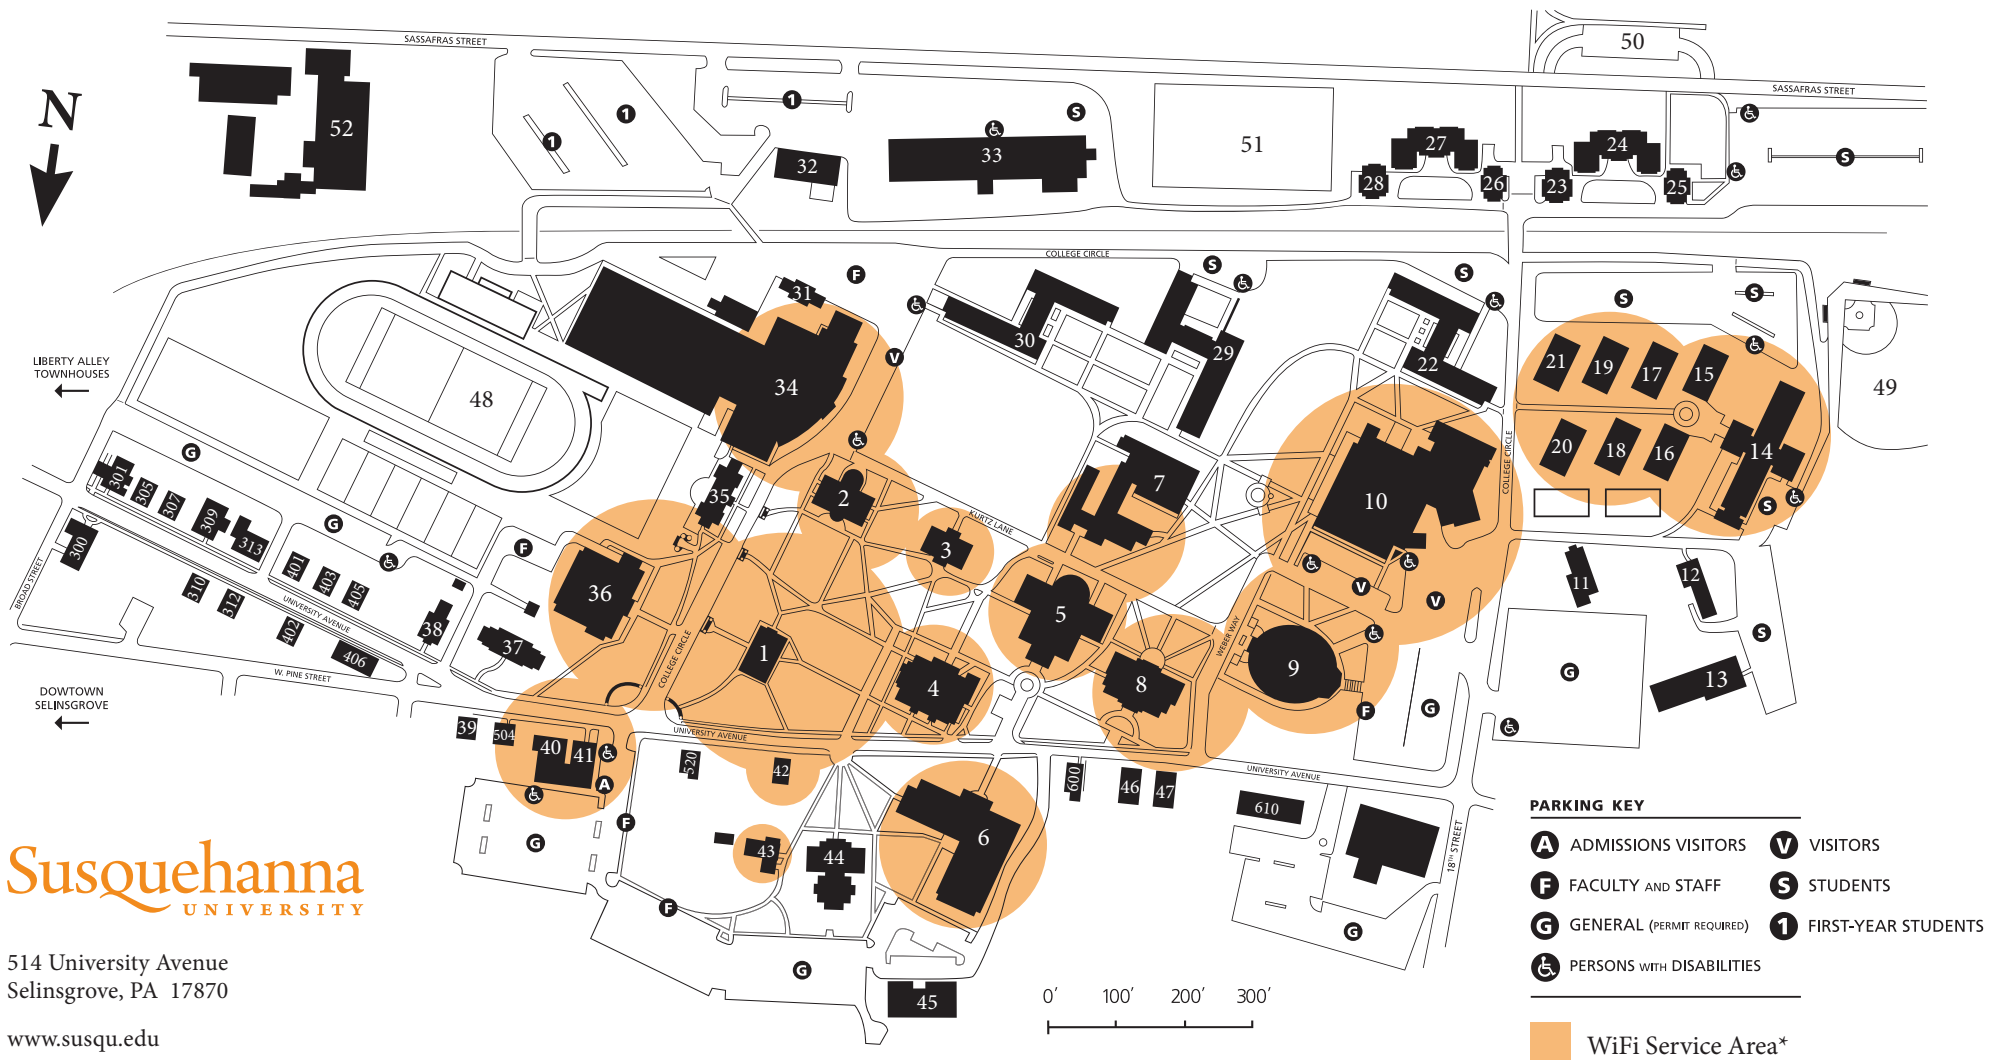 SASSAFRAS STREET
50
SASSAFRAS STREET
N
52
1
1
1
S
32
33
51
27
24
28
26
23
25
S
COLLEGE CIRCLE
31
F
S
S
S
S
30
29
22
V
34
LIBERTY ALLEY
TOWNHOUSES
48
21
19
17
15
49
20
18
16
14
S
G
301
305
307
309
313
G
300
BROAD STREET
310
312
401
403
405
UNIVERSITY AVENUE
402
406
F
38
37
36
35
2
3
KURTZ LANE
7
10
COLLEGE CIRCLE
11
12
S
V
V
1
COLLEGE CIRCLE
4
5
8
WEBER WAY
9
F
G
G
13
W. PINE STREET
DOWTOWN
SELINSGROVE
39
504
40
41
A
UNIVERSITY AVENUE
520
42
600
46
47
UNIVERSITY AVENUE
610
18TH STREET
G
F
43
44
6
F
G
45
G
Susquehanna
UNIVERSITY
514 University Avenue
Selinsgrove, PA 17870
www.susqu.edu
0' 100' 200' 300'
PARKING KEY
A ADMISSIONS VISITORS
V VISITORS
F FACULTY AND STAFF
S STUDENTS
G GENERAL (PERMIT REQUIRED)
1 FIRST-YEAR STUDENTS
PERSONS WITH DISABILITIES
WiFi Service Area*